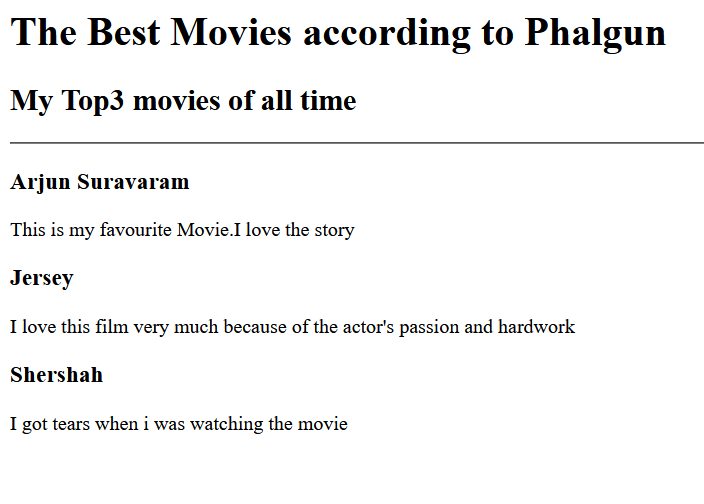 The Best Movies according to Phalgun
My Top3 movies of all time
Arjun Suravaram
This is my favourite Movie.I love the story
Jersey
I love this film very much because of the actor's passion and hardwork
Shershah
I got tears when i was watching the movie